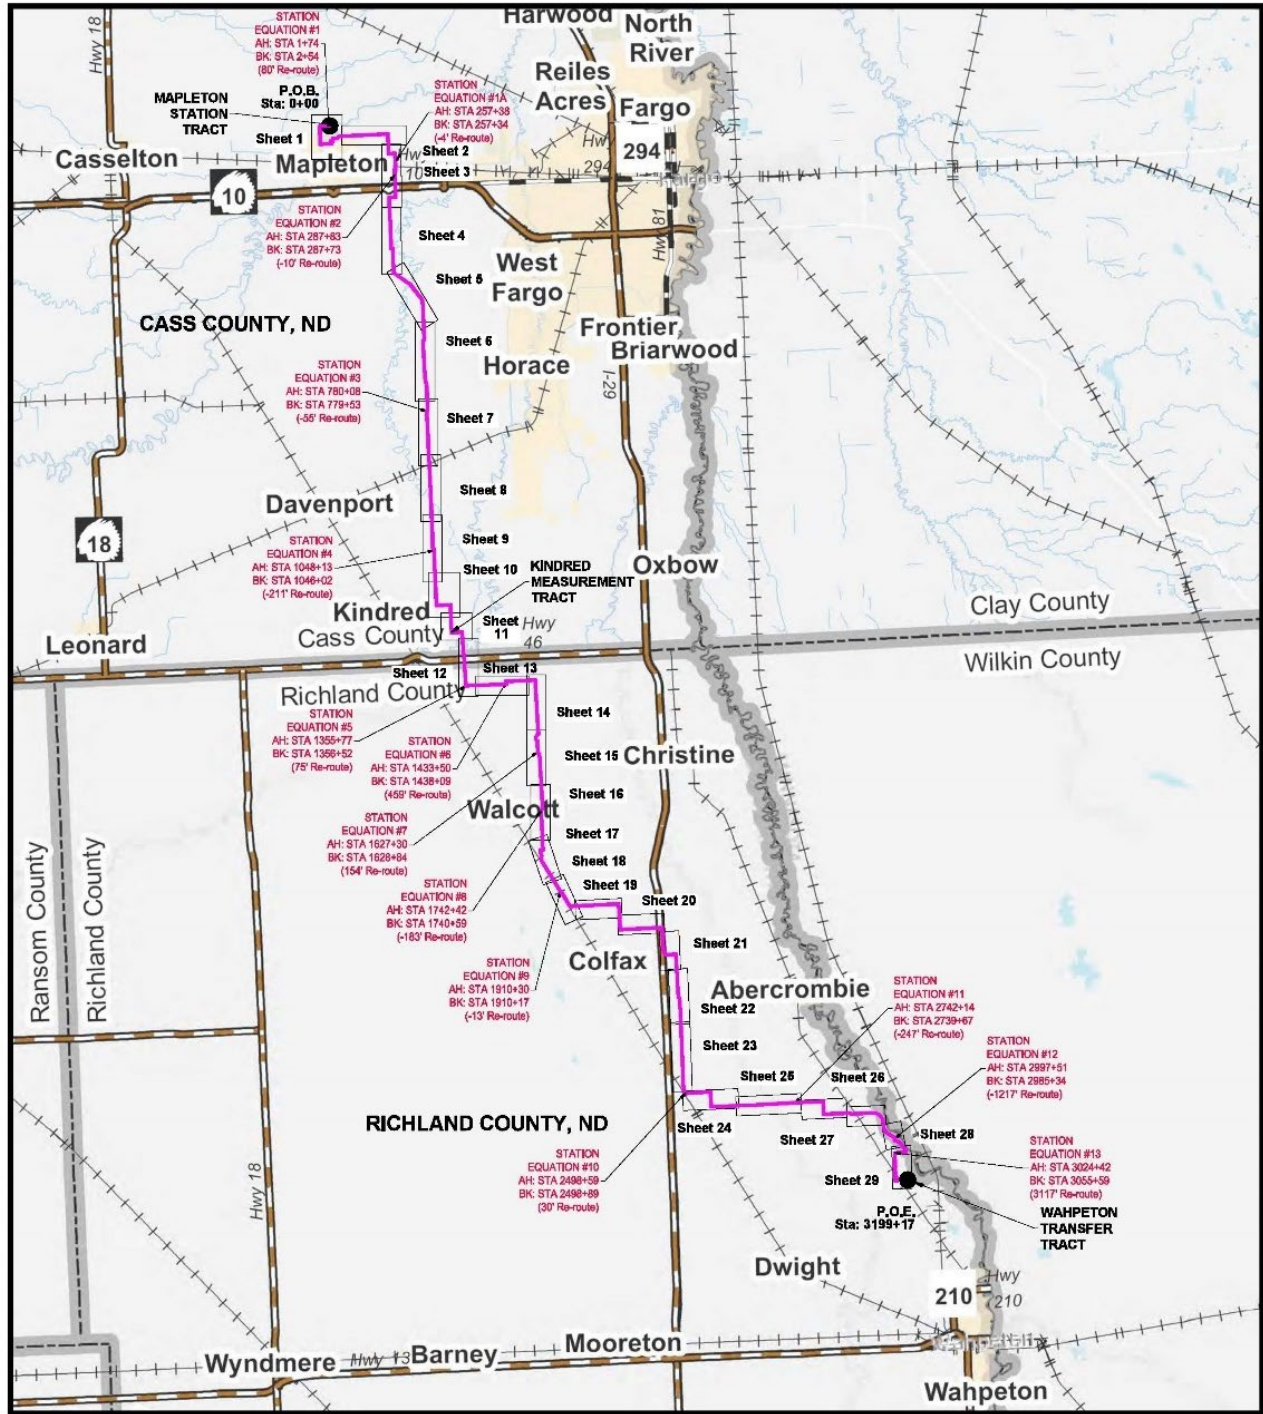 Hwy 18
STATION
EQUATION #1
AH: STA 1+74
BK: STA 2+54
(80' Re-route)
Harwood
North
River
Reiles
Acres
Fargo
P.O.B.
Sta: 0+00
MAPLETON
STATION
TRACT
STATION
EQUATION #1A
AH: STA 257+38
BK: STA 257+34
(-4' Re-route)
Sheet 1
Casselton
Mapleton
Hw
10
Sheet 2
Sheet 3
Hw
294
294
10
STATION
EQUATION #2
AH: STA 287+83
BK: STA 287+73
(-10' Re-route)
Hwy 81
Sheet 4
Sheet 5
West
Fargo
CASS COUNTY, ND
Frontier
Briarwood
Sheet 6
Horace
I-29
STATION
EQUATION #3
AH: STA 780+08
BK: STA 779+53
(-55' Re-route)
Sheet 7
Davenport
Sheet 8
18
STATION
EQUATION #4
AH: STA 1048+13
BK: STA 1046+02
(-211' Re-route)
Sheet 9
Sheet 10
KINDRED
MEASUREMENT
TRACT
Oxbow
Kindred
Cass County
Sheet
11
Hwy
46
Clay County
Leonard
Wilkin County
Sheet 12
Sheet 13
Richland County
STATION
EQUATION #5
AH: STA 1355+77
BK: STA 1356+52
(75' Re-route)
STATION
EQUATION #6
AH: STA 1433+50
BK: STA 1438+09
(459' Re-route)
Sheet 14
Sheet 15
Christine
Sheet 16
Walcott
STATION
EQUATION #7
AH: STA 1627+30
BK: STA 1628+84
(154' Re-route)
Sheet 17
Sheet 18
Ransom County
Richland County
STATION
EQUATION #8
AH: STA 1742+42
BK: STA 1740+59
(-183' Re-route)
Sheet 19
Sheet 20
Sheet 21
Colfax
STATION
EQUATION #9
AH: STA 1910+30
BK: STA 1910+17
(-13' Re-route)
Abercrombie
STATION
EQUATION #11
AH: STA 2742+14
BK: STA 2739+67
(-247' Re-route)
Sheet 22
Sheet 23
STATION
EQUATION #12
AH: STA 2997+51
BK: STA 2985+34
(-1217' Re-route)
Sheet 25
Sheet 26
RICHLAND COUNTY, ND
Sheet 24
Sheet 27
Sheet 28
STATION
EQUATION #10
AH: STA 2498+59
BK: STA 2498+89
(30' Re-route)
STATION
EQUATION #13
AH: STA 3024+42
BK: STA 3055+59
(3117' Re-route)
Sheet 29
P.O.E.
Sta: 3199+17
WAHPETON
TRANSFER
TRACT
Hwy 18
Dwight
210
Hwy
210
Mooreton
Wyndmere
Hwy 13
Barney
Wahpeton
Wahpeton